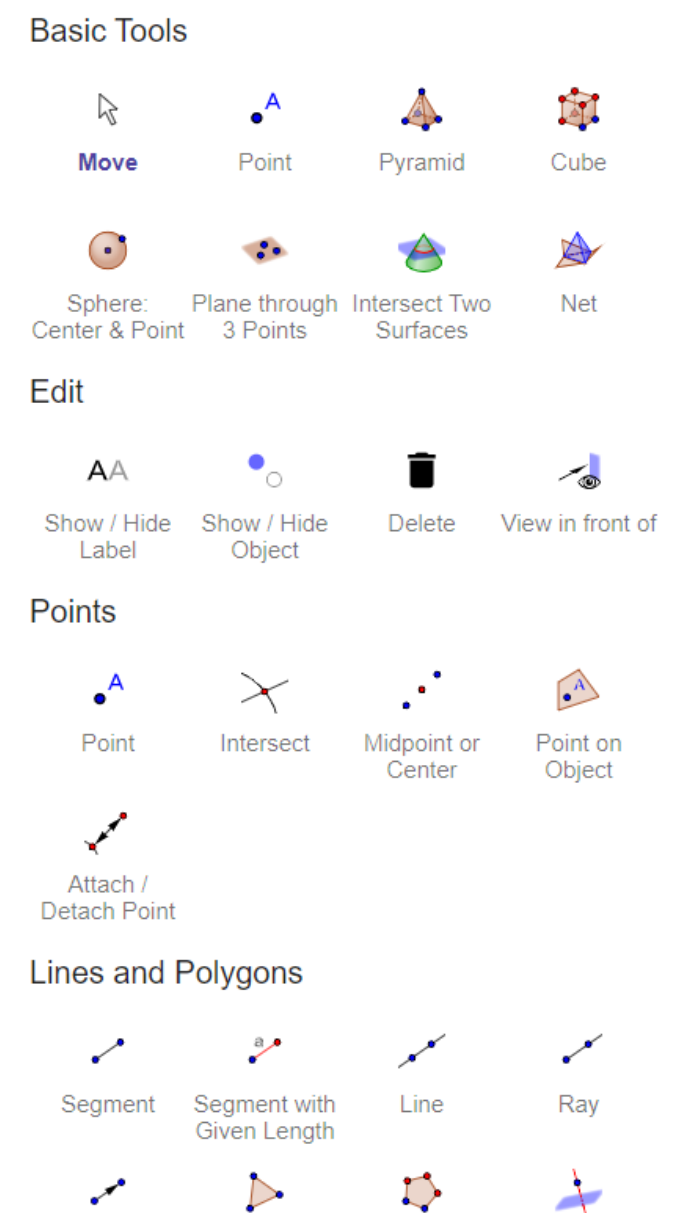 Basic Tools
A
Move Point Pyramid Cube
Sphere: Plane through Intersect Two Net
Center & Point 3 Points Surfaces
Edit
AA
Show / Hide Show / Hide Delete View in front of
Label Object
Points
A A
Point Intersect Midpoint or Point on
Center Object
Attach /
Detach Point
Lines and Polygons
a
Segment Segment with Line Ray
Given Length